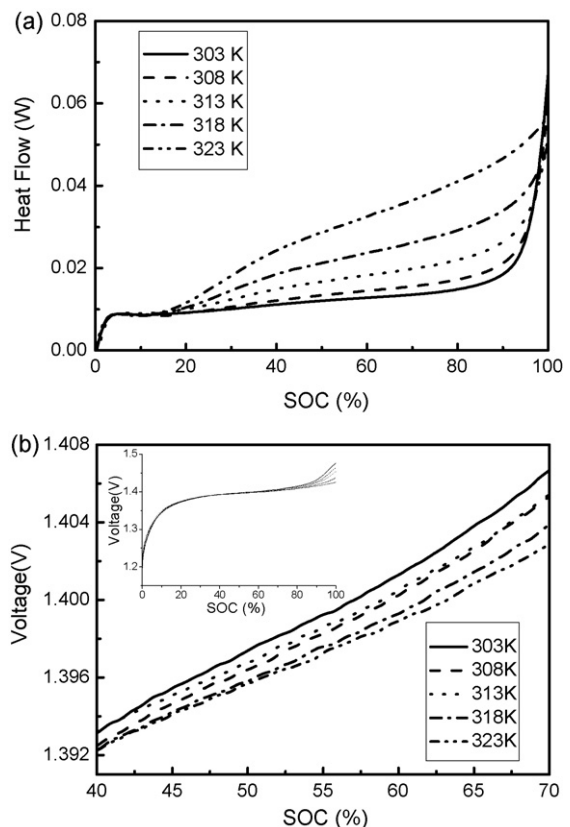 (a)
0.08
0.06
0.04
0.02
0.00
Heat Flow (W)
303 K
308 K
313 K
318 K
323 K
0 20 40 60 80 100
SOC (%)
(b)
1.408
1.404
1.400
1.396
1.392
Voltage(V)
1.5
1.4
1.3
1.2
Voltage(V)
0 20 40 60 80 100
SOC (%)
303K
308K
313K
318K
323K
40 45 50 55 60 65 70
SOC (%)